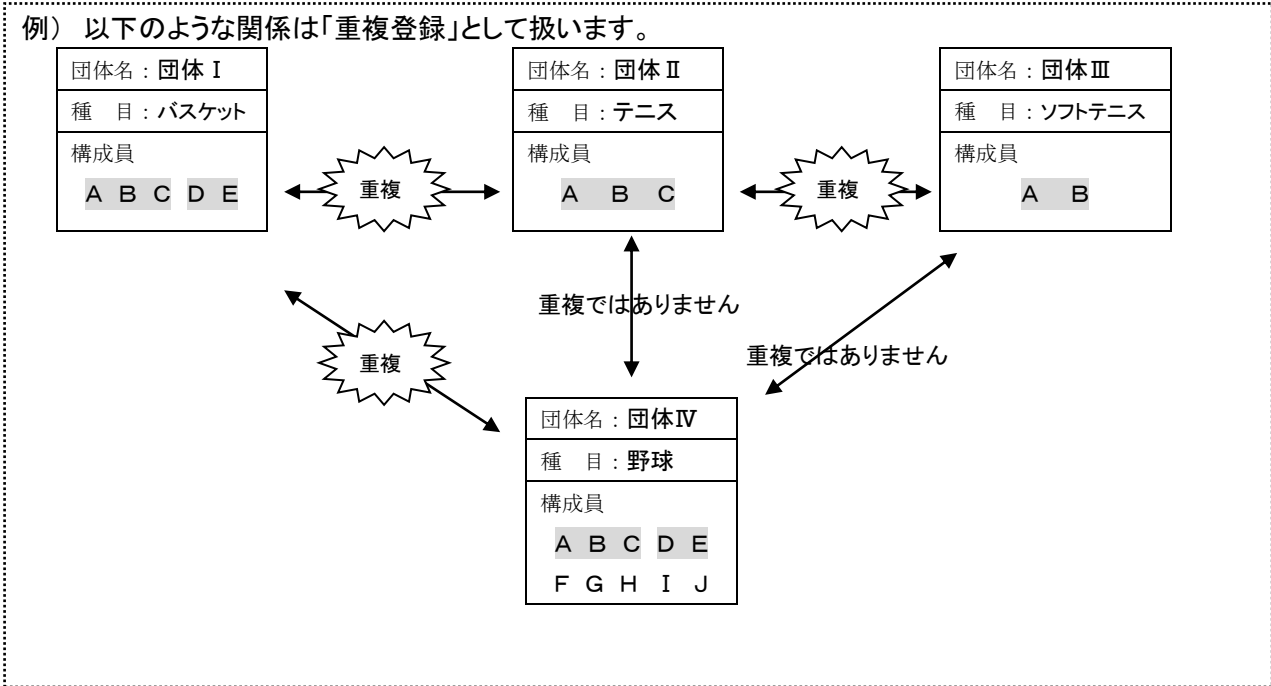 例） 以下のような関係は「重複登録」として扱います。
団体名：団体Ⅰ
種　目：バスケット
構成員
A B C D E
重複
団体名：団体Ⅱ
種　目：テニス
構成員
A B C
重複
団体名：団体Ⅲ
種　目：ソフトテニス
構成員
A B
重複ではありません
重複ではありません
重複
団体名：団体Ⅳ
種　目：野球
構成員
A B C D E
F G H I J